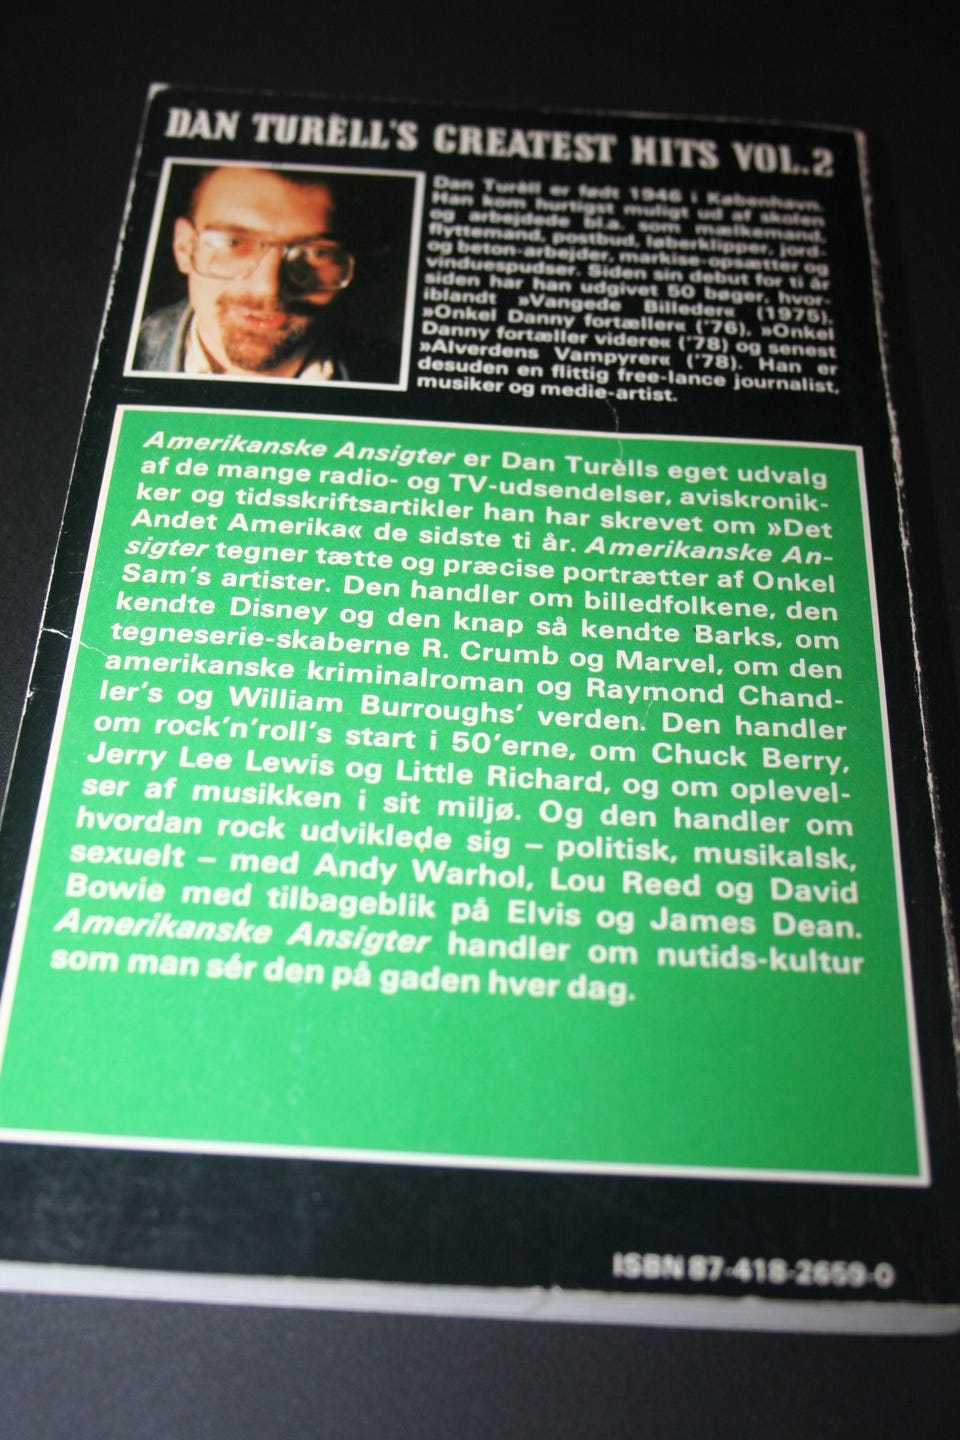 DAN TURÈLL'S GREATEST HITS VOL.2
Dan Turèll er født 1946 i København.
Han kom hurtigst muligt ud af skolen
og arbejdede bl.a. som mælkemand,
flyttemand, postbud, løberklipper, jord-
og beton-arbejder, markise-opsætter og
vinduespudser. Siden sin debut for ti år
siden har han udgivet 50 bøger, hvor-
iblandt »Vangede Billeder« (1975),
»Onkel Danny fortæller« ('76), »Onkel
Danny fortæller videre« ('78) og senest
»Alverdens Vampyrer« ('78). Han er
desuden en flittig free-lance journalist,
musiker og medie-artist.
Amerikanske Ansigter er Dan Turèlls eget udvalg
af de mange radio- og TV-udsendelser, aviskronik-
ker og tidsskriftsartikler han har skrevet om »Det
Andet Amerika« de sidste ti år. Amerikanske An-
sigter tegner tætte og præcise portrætter af Onkel
Sam's artister. Den handler om billedfolkene, den
kendte Disney og den knap så kendte Barks, om
tegneserie-skaberne R. Crumb og Marvel, om den
amerikanske kriminalroman og Raymond Chand-
ler's og William Burroughs' verden. Den handler
om rock'n'roll's start i 50'erne, om Chuck Berry,
Jerry Lee Lewis og Little Richard, og om oplevel-
ser af musikken i sit miljø. Og den handler om
hvordan rock udviklede sig – politisk, musikalsk,
sexuelt – med Andy Warhol, Lou Reed og David
Bowie med tilbageblik på Elvis og James Dean.
Amerikanske Ansigter handler om nutids-kultur
som man sér den på gaden hver dag.
ISBN 87-418-2659-0